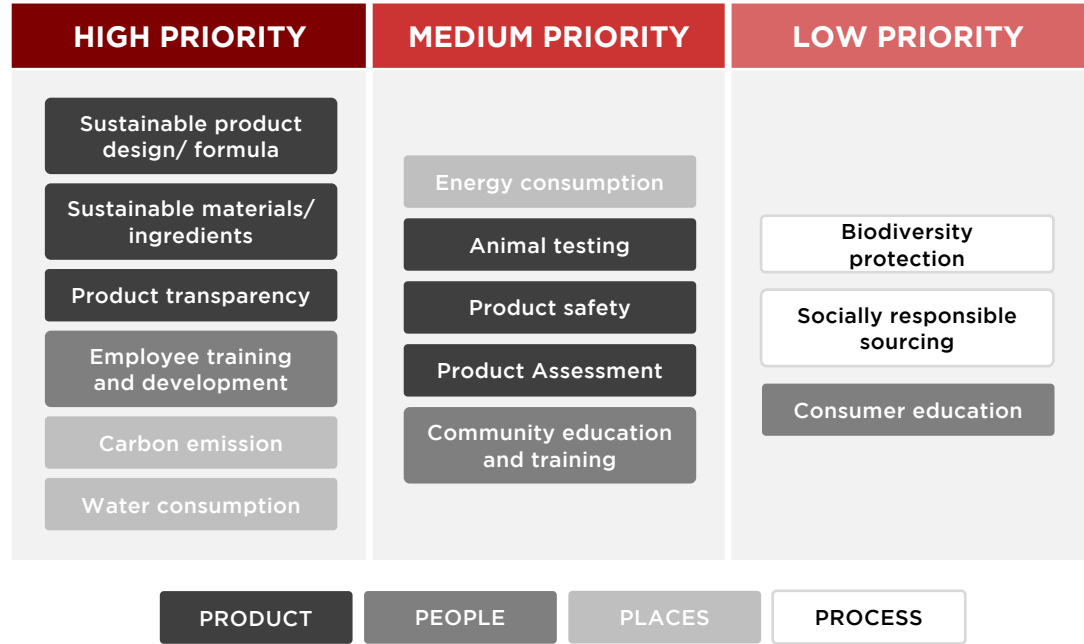 HIGH PRIORITY
Sustainable product
design/ formula
Sustainable materials/
ingredients
Product transparency
Employee training
and development
Carbon emission
Water consumption
MEDIUM PRIORITY
Energy consumption
Animal testing
Product safety
Product Assessment
Community education
and training
LOW PRIORITY
Biodiversity
protection
Socially responsible
sourcing
Consumer education
PRODUCT
PEOPLE
PLACES
PROCESS